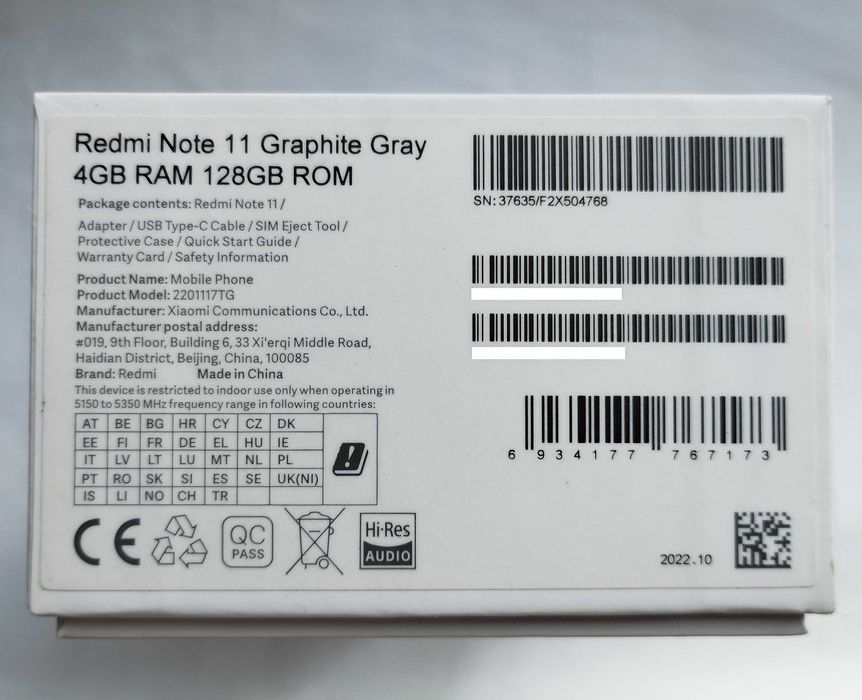 Redmi Note 11 Graphite Gray
4GB RAM 128GB ROM
Package contents: Redmi Note 11 /
Adapter / USB Type-C Cable / SIM Eject Tool /
Protective Case / Quick Start Guide /
Warranty Card / Safety Information
Product Name: Mobile Phone
Product Model: 2201117TG
Manufacturer: Xiaomi Communications Co., Ltd.
Manufacturer postal address:
#019, 9th Floor, Building 6, 33 Xi'erqi Middle Road,
Haidian District, Beijing, China, 100085
Brand: Redmi Made in China
This device is restricted to indoor use only when operating in
5150 to 5350 MHz frequency range in following countries:
AT BE BG HR CY CZ DK
EE FI FR DE EL HU IE
IT LV LT LU MT NL PL
PT RO SK SI ES SE UK(NI)
IS LI NO CH TR
CE
QC
PASS
Hi-Res
AUDIO
SN: 37635/F2X504768
6 934177 767173
2022.10